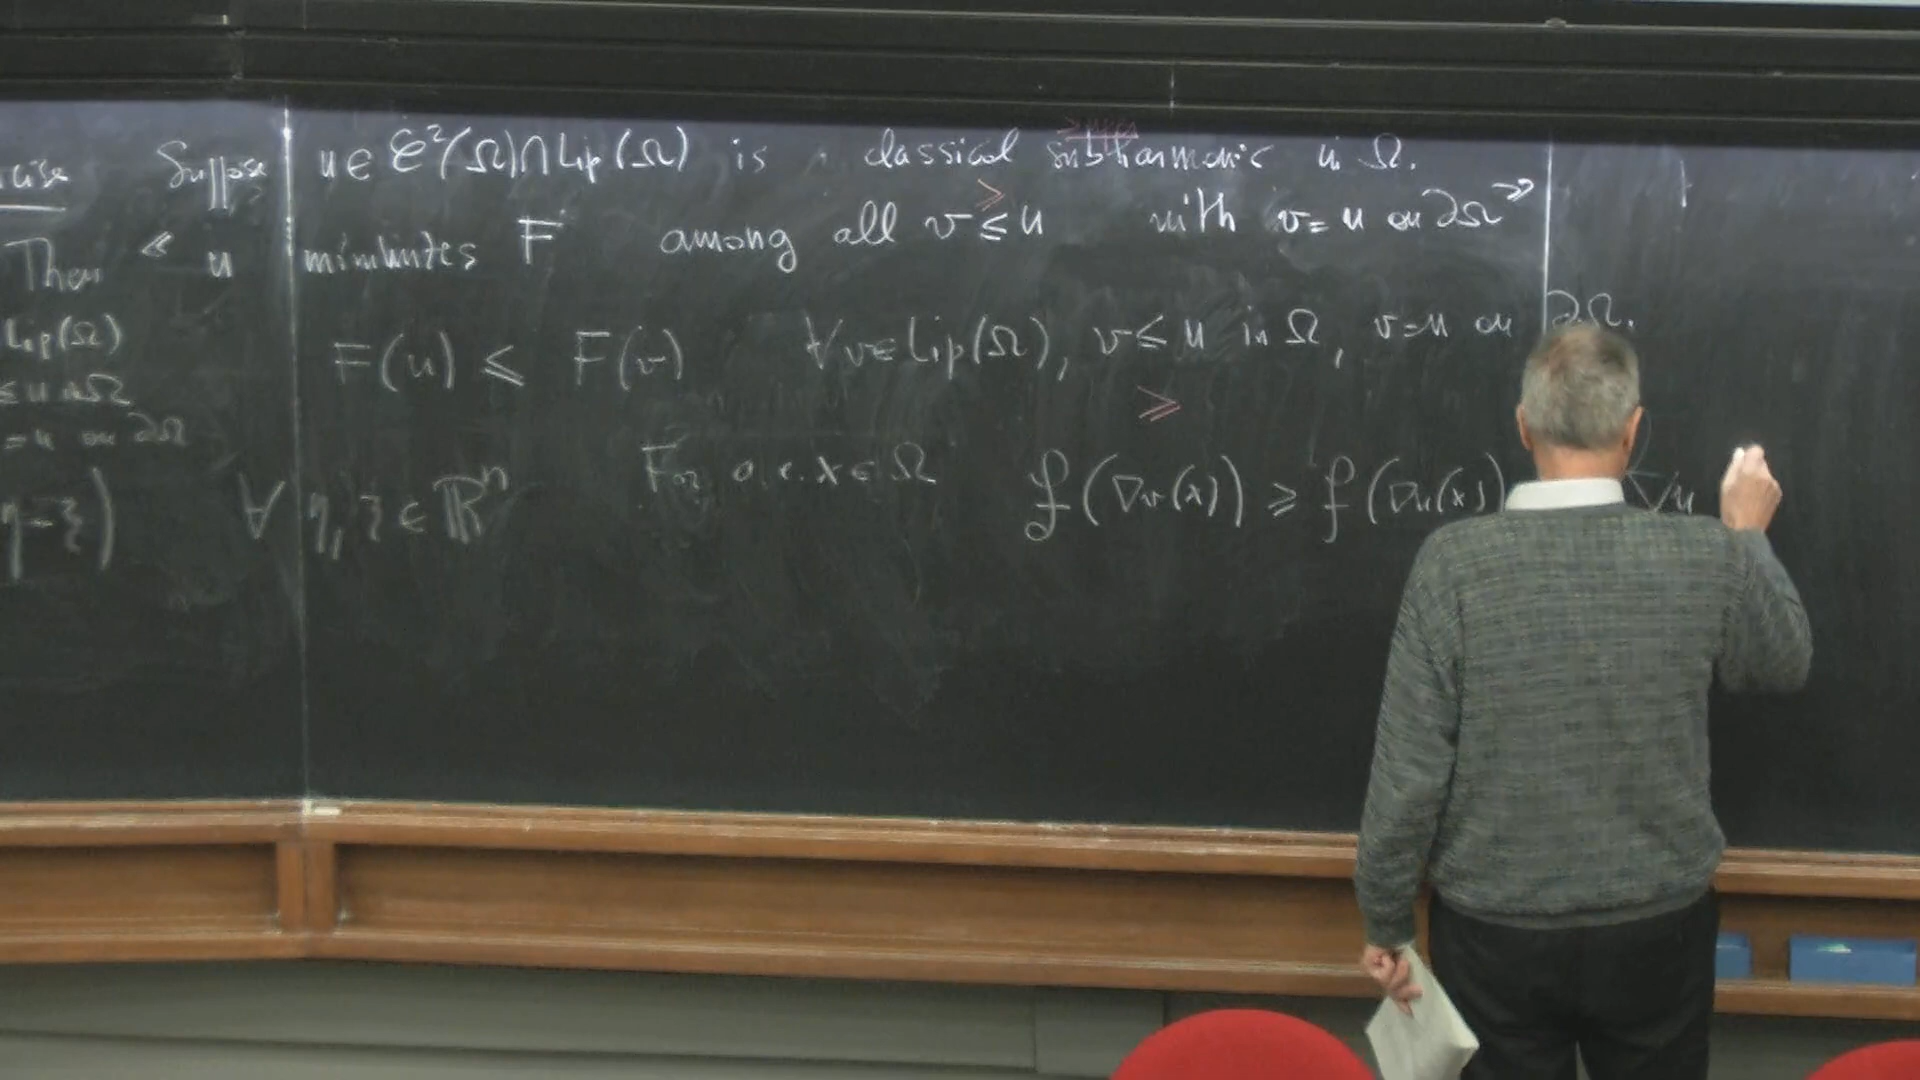 Suppose u ∈ C²(Ω) ∩ Lip(Ω) is classical subharmonic in Ω.
Then « u minimizes F among all v ≤ u with v = u on ∂Ω »
≥
Lip(Ω)
F(u) ≤ F(v) ∀v∈Lip(Ω), v ≤ u in Ω, v=u on ∂Ω.
≤ u in Ω
≥
= u on ∂Ω
η-ξ) ∀ η, ξ ∈ ℝⁿ For a.e. x ∈ Ω f(∇v(x)) ≥ f(∇u(x)) ∇u